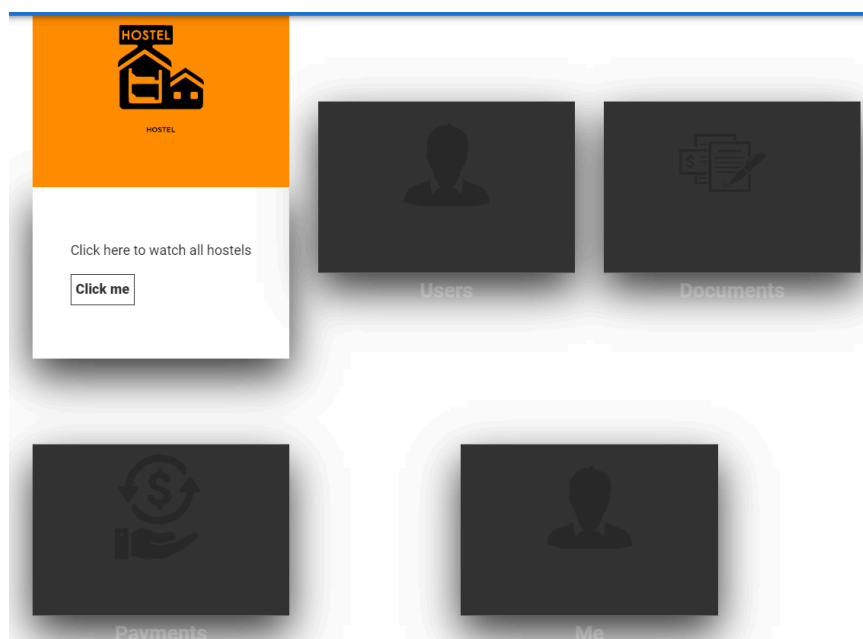 HOSTEL
HOSTEL
Click here to watch all hostels
Click me
Users
Documents
$
Payments
$
Me